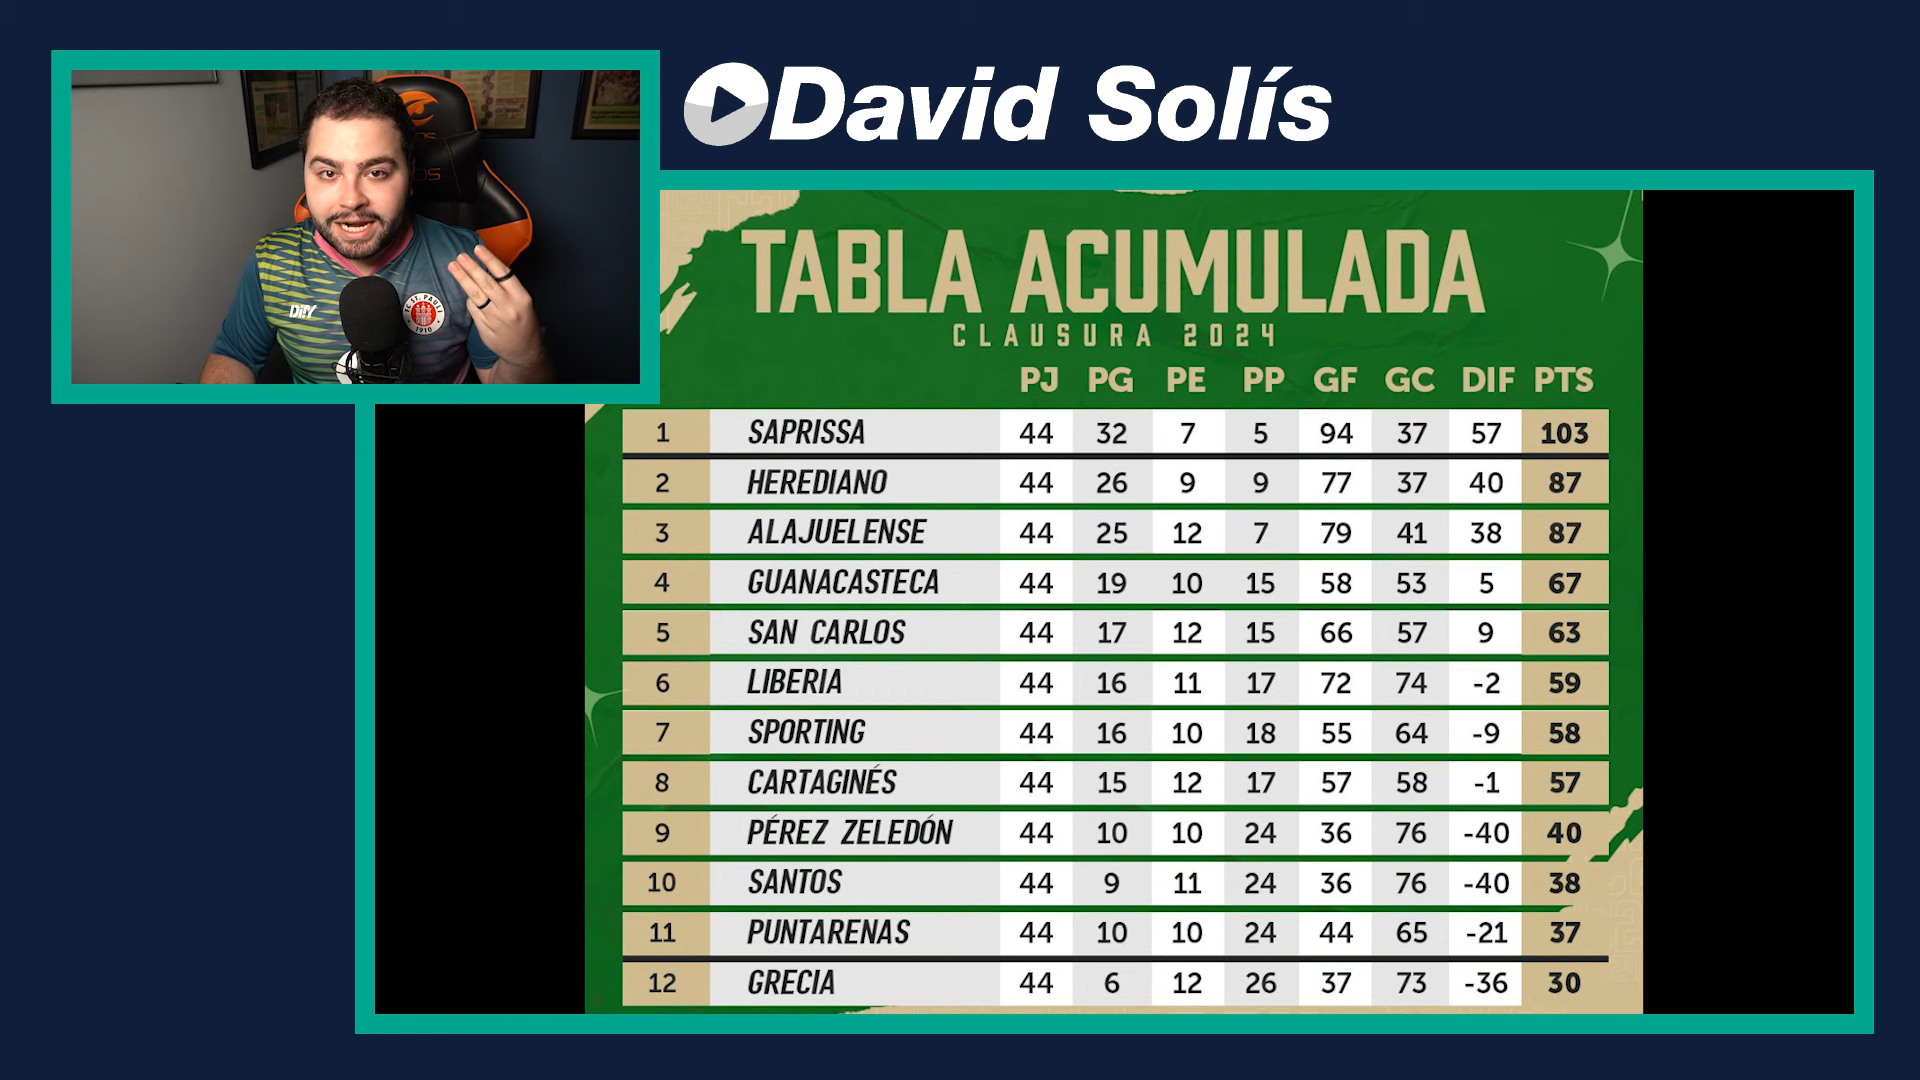 David Solís
DIIY
FC ST. PAULI
1910
TABLA ACUMULADA
CLAUSURA 2024
PJ PG PE PP GF GC DIF PTS
1 SAPRISSA 44 32 7 5 94 37 57 103
2 HEREDIANO 44 26 9 9 77 37 40 87
3 ALAJUELENSE 44 25 12 7 79 41 38 87
4 GUANACASTECA 44 19 10 15 58 53 5 67
5 SAN CARLOS 44 17 12 15 66 57 9 63
6 LIBERIA 44 16 11 17 72 74 -2 59
7 SPORTING 44 16 10 18 55 64 -9 58
8 CARTAGINÉS 44 15 12 17 57 58 -1 57
9 PÉREZ ZELEDÓN 44 10 10 24 36 76 -40 40
10 SANTOS 44 9 11 24 36 76 -40 38
11 PUNTARENAS 44 10 10 24 44 65 -21 37
12 GRECIA 44 6 12 26 37 73 -36 30